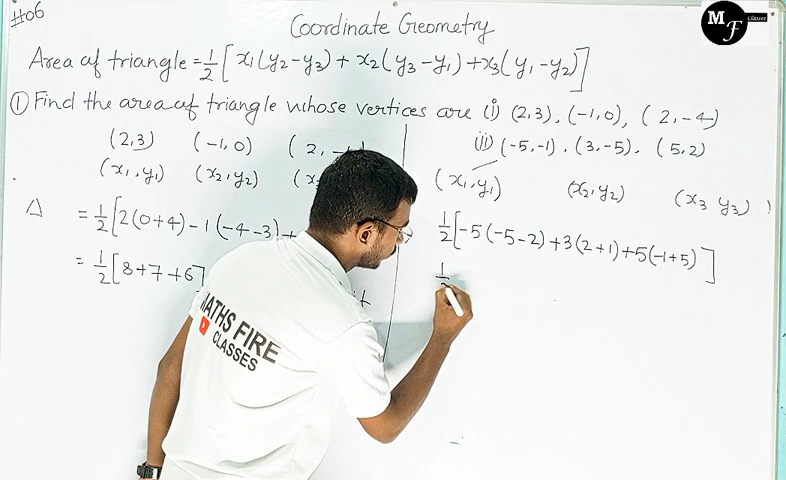 #06
Coordinate Geometry
M F Classes
Area of triangle = 1/2 [ x1(y2-y3) + x2(y3-y1) + x3(y1-y2) ]
① Find the area of triangle whose vertices are (i) (2,3), (-1,0), (2,-4)
(ii) (-5,-1), (3,-5), (5,2)
(2,3) (-1,0) (2,
(x1,y1) (x2,y2) (x
Δ = 1/2 [ 2(0+4) -1(-4-3) +
= 1/2 [ 8+7+6 ]
(x1,y1) (x2,y2) (x3 y3)
1/2 [ -5(-5-2) +3(2+1) +5(-1+5) ]
1
MATHS FIRE
CLASSES